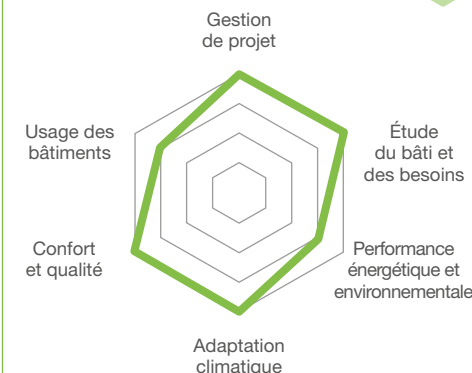 Gestion
de projet
Usage des
bâtiments
Étude
du bâti et
des besoins
Confort
et qualité
Performance
énergétique et
environnementale
Adaptation
climatique